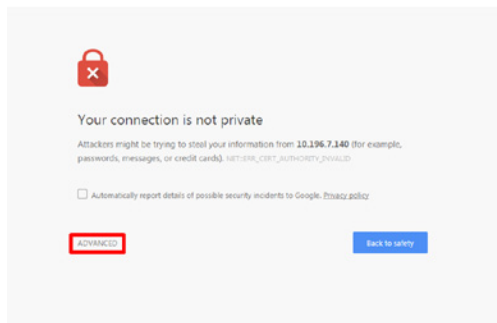 Your connection is not private
Attackers might be trying to steal your information from 10.196.7.140 (for example,
passwords, messages, or credit cards). NET::ERR_CERT_AUTHORITY_INVALID
Automatically report details of possible security incidents to Google. Privacy policy
ADVANCED
Back to safety